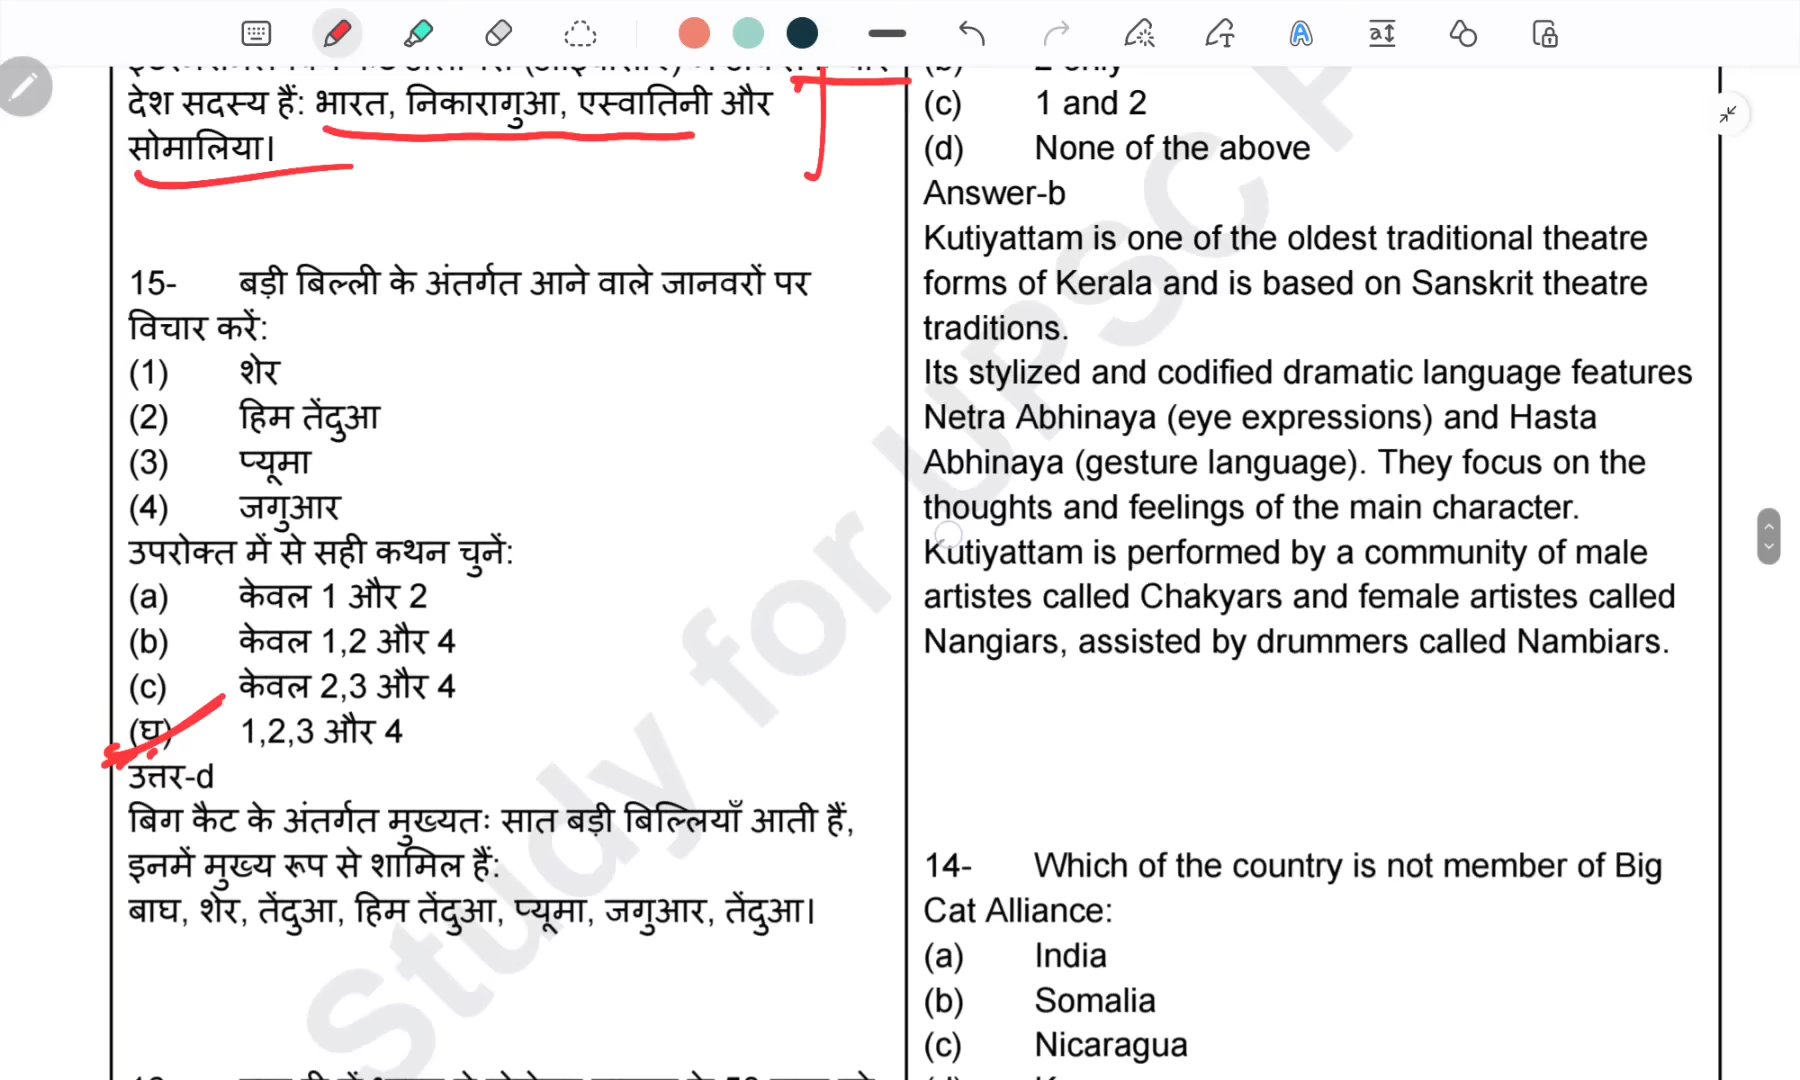 देश सदस्य हैं: भारत, निकारागुआ, एस्वातिनी और
सोमालिया।
15- बड़ी बिल्ली के अंतर्गत आने वाले जानवरों पर
विचार करें:
(1) शेर
(2) हिम तेंदुआ
(3) प्यूमा
(4) जगुआर
उपरोक्त में से सही कथन चुनें:
(a) केवल 1 और 2
(b) केवल 1,2 और 4
(c) केवल 2,3 और 4
(घ) 1,2,3 और 4
उत्तर-d
बिग कैट के अंतर्गत मुख्यतः सात बड़ी बिल्लियाँ आती हैं,
इनमें मुख्य रूप से शामिल हैं:
बाघ, शेर, तेंदुआ, हिम तेंदुआ, प्यूमा, जगुआर, तेंदुआ।
(b) 2 only
(c) 1 and 2
(d) None of the above
Answer-b
Kutiyattam is one of the oldest traditional theatre
forms of Kerala and is based on Sanskrit theatre
traditions.
Its stylized and codified dramatic language features
Netra Abhinaya (eye expressions) and Hasta
Abhinaya (gesture language). They focus on the
thoughts and feelings of the main character.
Kutiyattam is performed by a community of male
artistes called Chakyars and female artistes called
Nangiars, assisted by drummers called Nambiars.
14- Which of the country is not member of Big
Cat Alliance:
(a) India
(b) Somalia
(c) Nicaragua
Study for UPSC